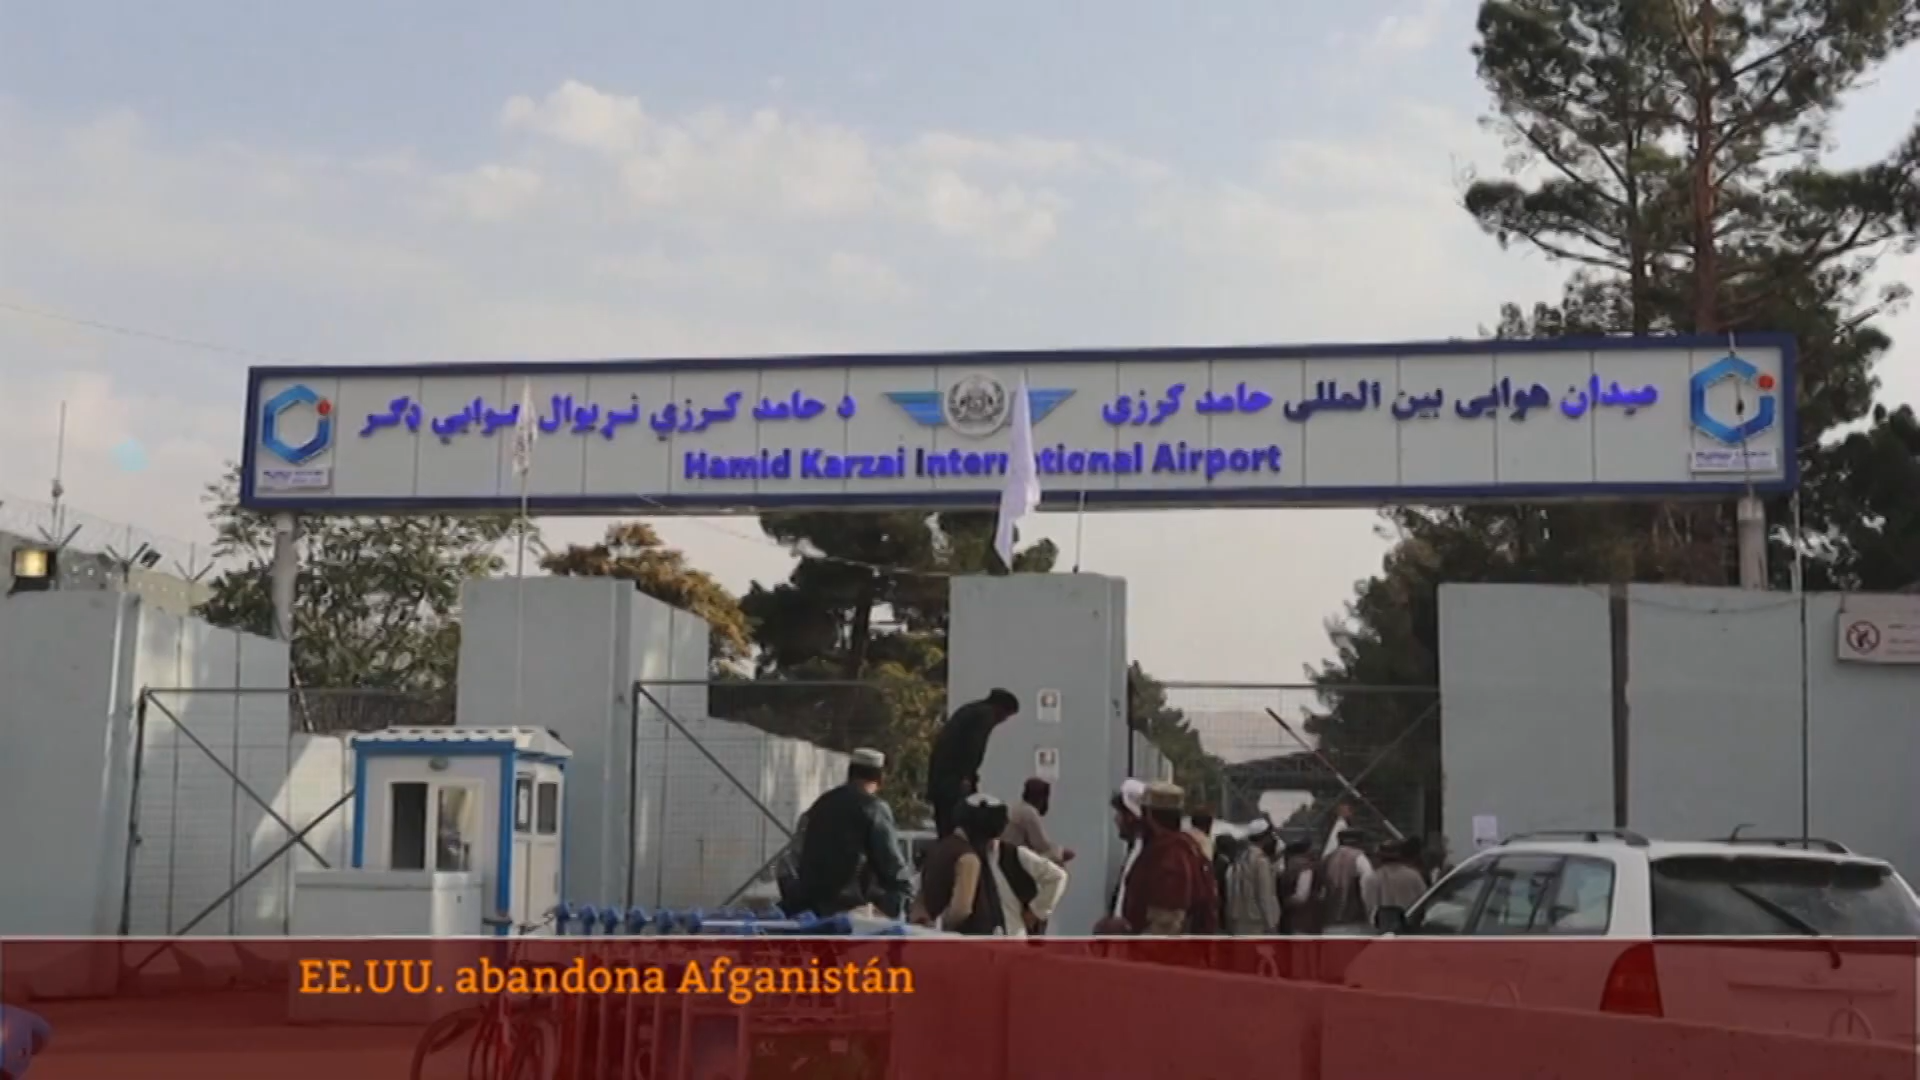 میدان هوایی بین المللی حامد کرزی
د حامد کرزي نړیوال هوايي ډګر
Hamid Karzai International Airport
EE.UU. abandona Afganistán